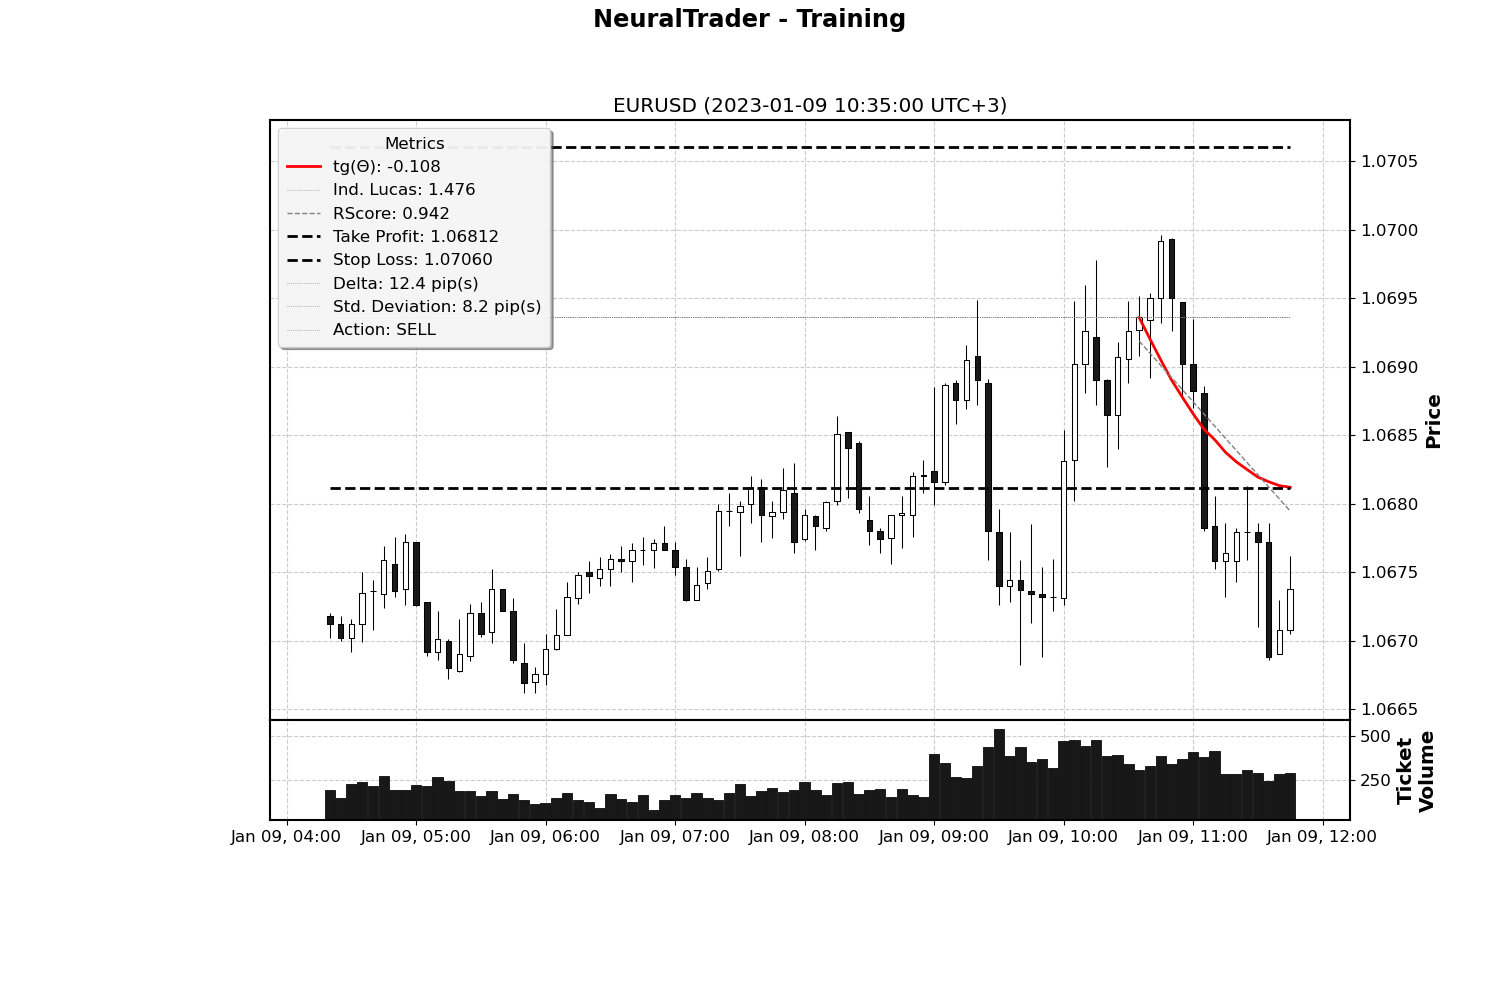 NeuralTrader - Training
EURUSD (2023-01-09 10:35:00 UTC+3)
Metrics
tg(Θ): -0.108
Ind. Lucas: 1.476
RScore: 0.942
Take Profit: 1.06812
Stop Loss: 1.07060
Delta: 12.4 pip(s)
Std. Deviation: 8.2 pip(s)
Action: SELL
1.0705
1.0700
1.0695
1.0690
1.0685
1.0680
1.0675
1.0670
1.0665
Price
500
250
Ticket
Volume
Jan 09, 04:00 Jan 09, 05:00 Jan 09, 06:00 Jan 09, 07:00 Jan 09, 08:00 Jan 09, 09:00 Jan 09, 10:00 Jan 09, 11:00 Jan 09, 12:00